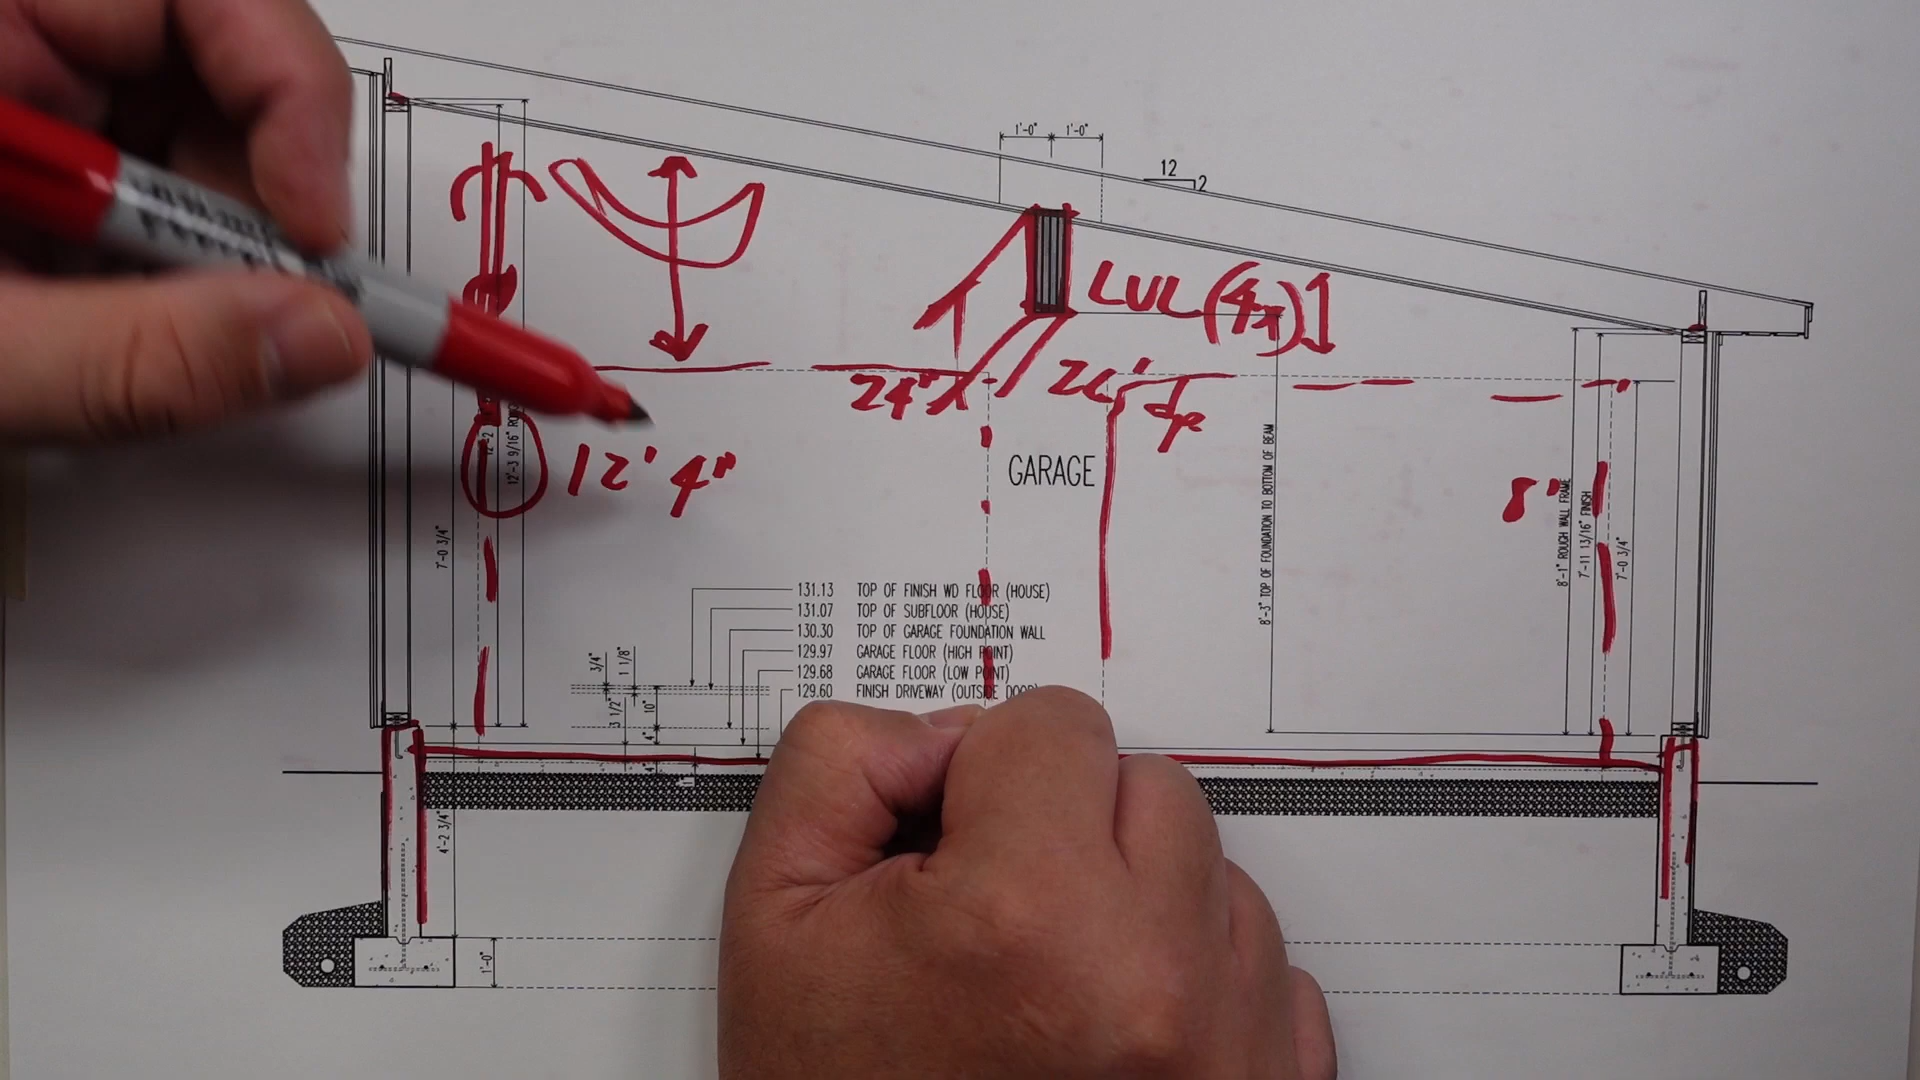 1'-0" 1'-0"
12
2
LVL (4x)
24" 26'
12'-3 9/16" RO
12' 4"
GARAGE
8'
8'-3" TOP OF FOUNDATION TO BOTTOM OF BEAM
8'-1" ROUGH WALL FRAME
7'-11 13/16" FINISH
7'-0 3/4"
7'-0 3/4"
131.13 TOP OF FINISH WD FLOOR (HOUSE)
131.07 TOP OF SUBFLOOR (HOUSE)
130.30 TOP OF GARAGE FOUNDATION WALL
129.97 GARAGE FLOOR (HIGH POINT)
129.68 GARAGE FLOOR (LOW POINT)
129.60 FINISH DRIVEWAY (OUTSIDE DOOR)
3/4" 1 1/8"
3 1/2" 10"
4"
4"
4'-2 3/4"
1'-0"